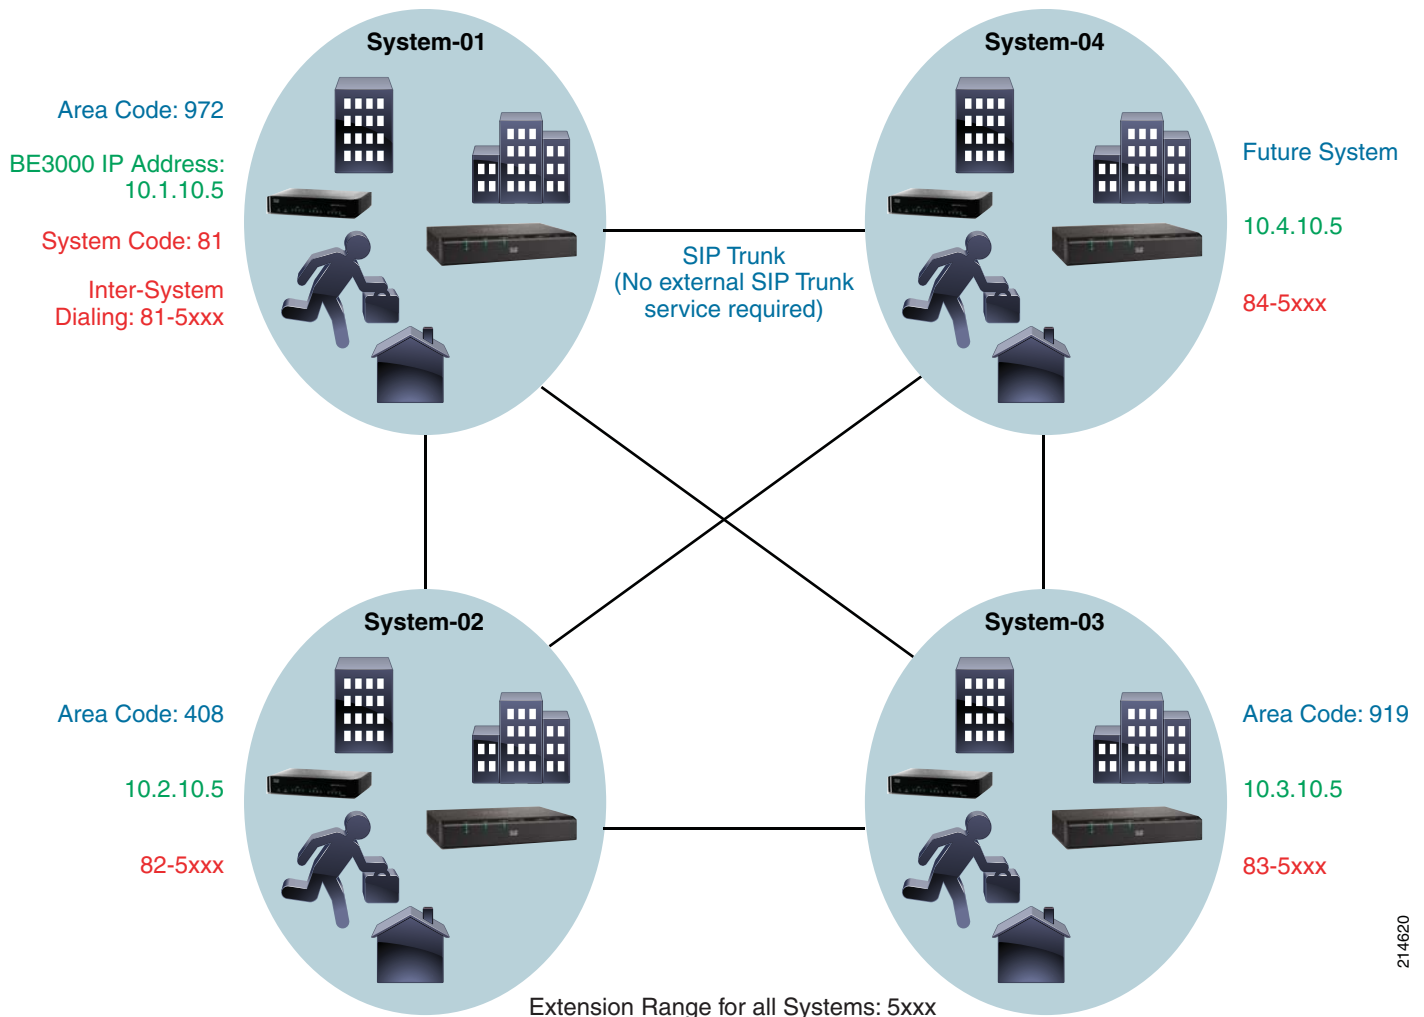 System-01
System-04
Area Code: 972
BE3000 IP Address:
10.1.10.5
System Code: 81
Inter-System
Dialing: 81-5xxx
SIP Trunk
(No external SIP Trunk
service required)
Future System
10.4.10.5
84-5xxx
System-02
System-03
Area Code: 408
10.2.10.5
82-5xxx
Area Code: 919
10.3.10.5
83-5xxx
Extension Range for all Systems: 5xxx
214620